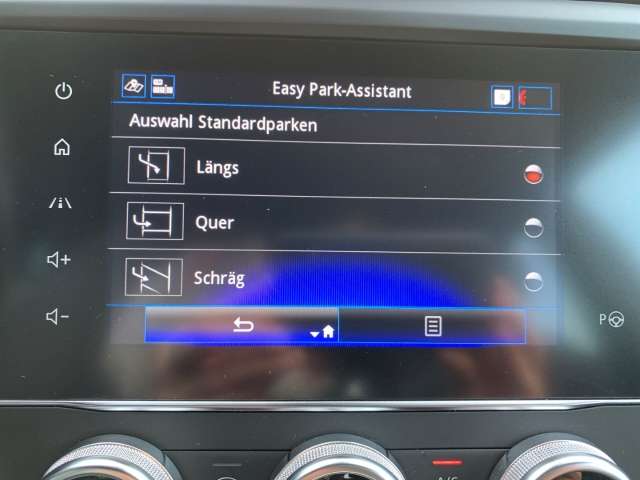 Easy Park-Assistant
Auswahl Standardparken
Längs
Quer
Schräg
P
A/C